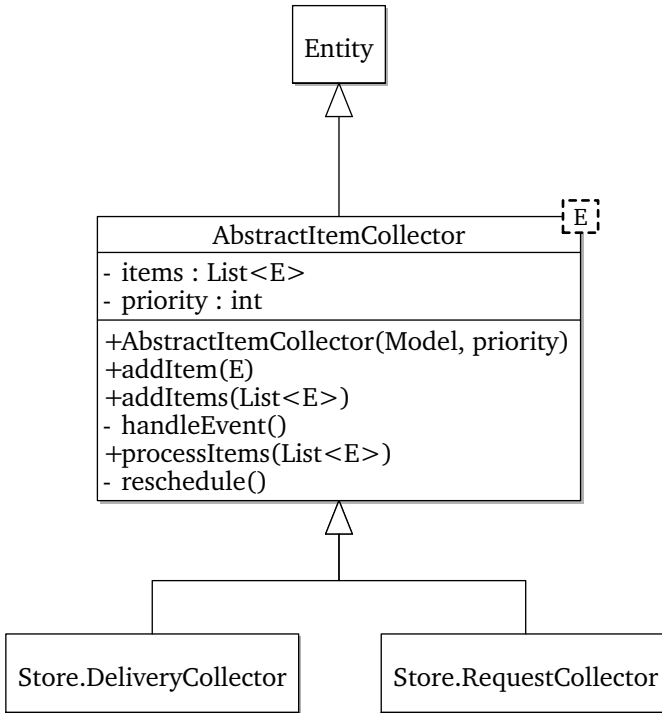 Entity
E
AbstractItemCollector
- items : List<E>
- priority : int
+AbstractItemCollector(Model, priority)
+addItem(E)
+addItems(List<E>)
- handleEvent()
+processItems(List<E>)
- reschedule()
Store.DeliveryCollector
Store.RequestCollector